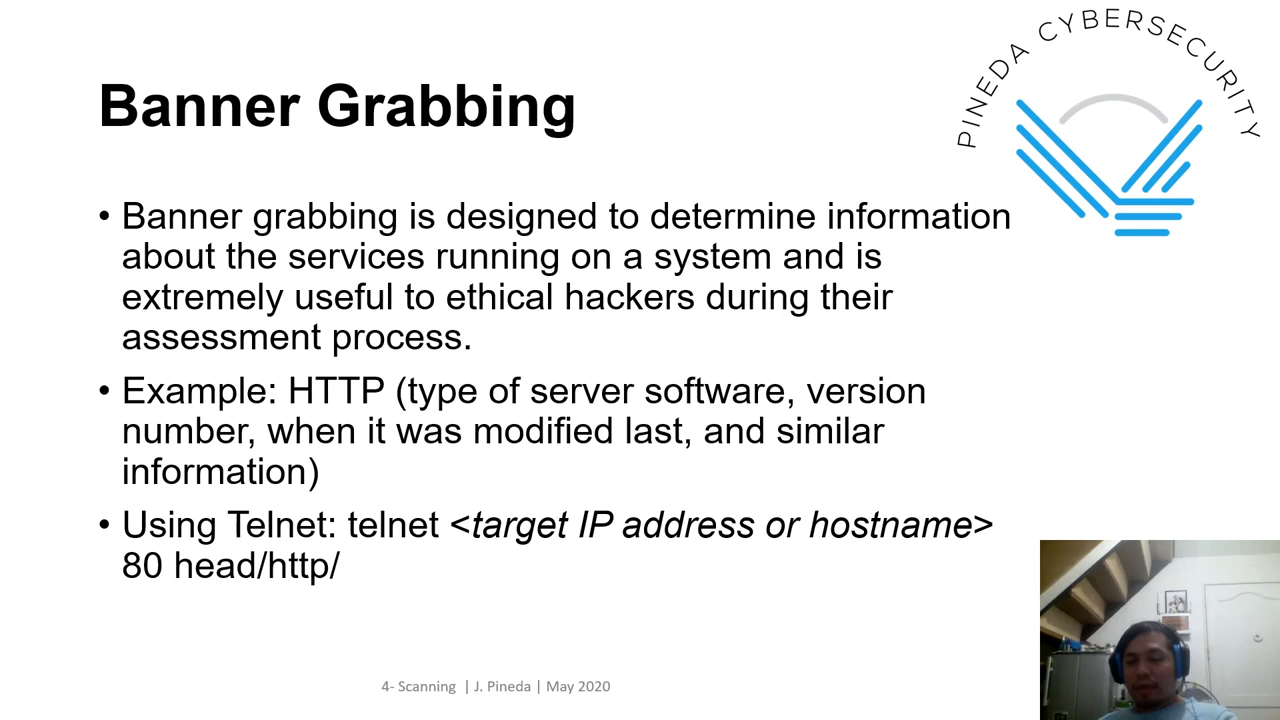 PINEDA CYBERSECURITY
Banner Grabbing
• Banner grabbing is designed to determine information
about the services running on a system and is
extremely useful to ethical hackers during their
assessment process.
• Example: HTTP (type of server software, version
number, when it was modified last, and similar
information)
• Using Telnet: telnet <target IP address or hostname>
80 head/http/
4- Scanning | J. Pineda | May 2020